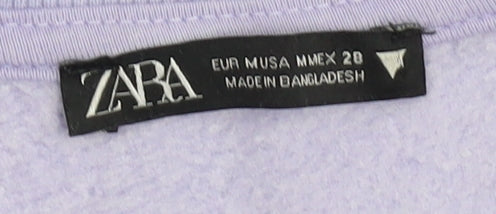 ZARA
EUR M USA M MEX 28
MADE IN BANGLADESH